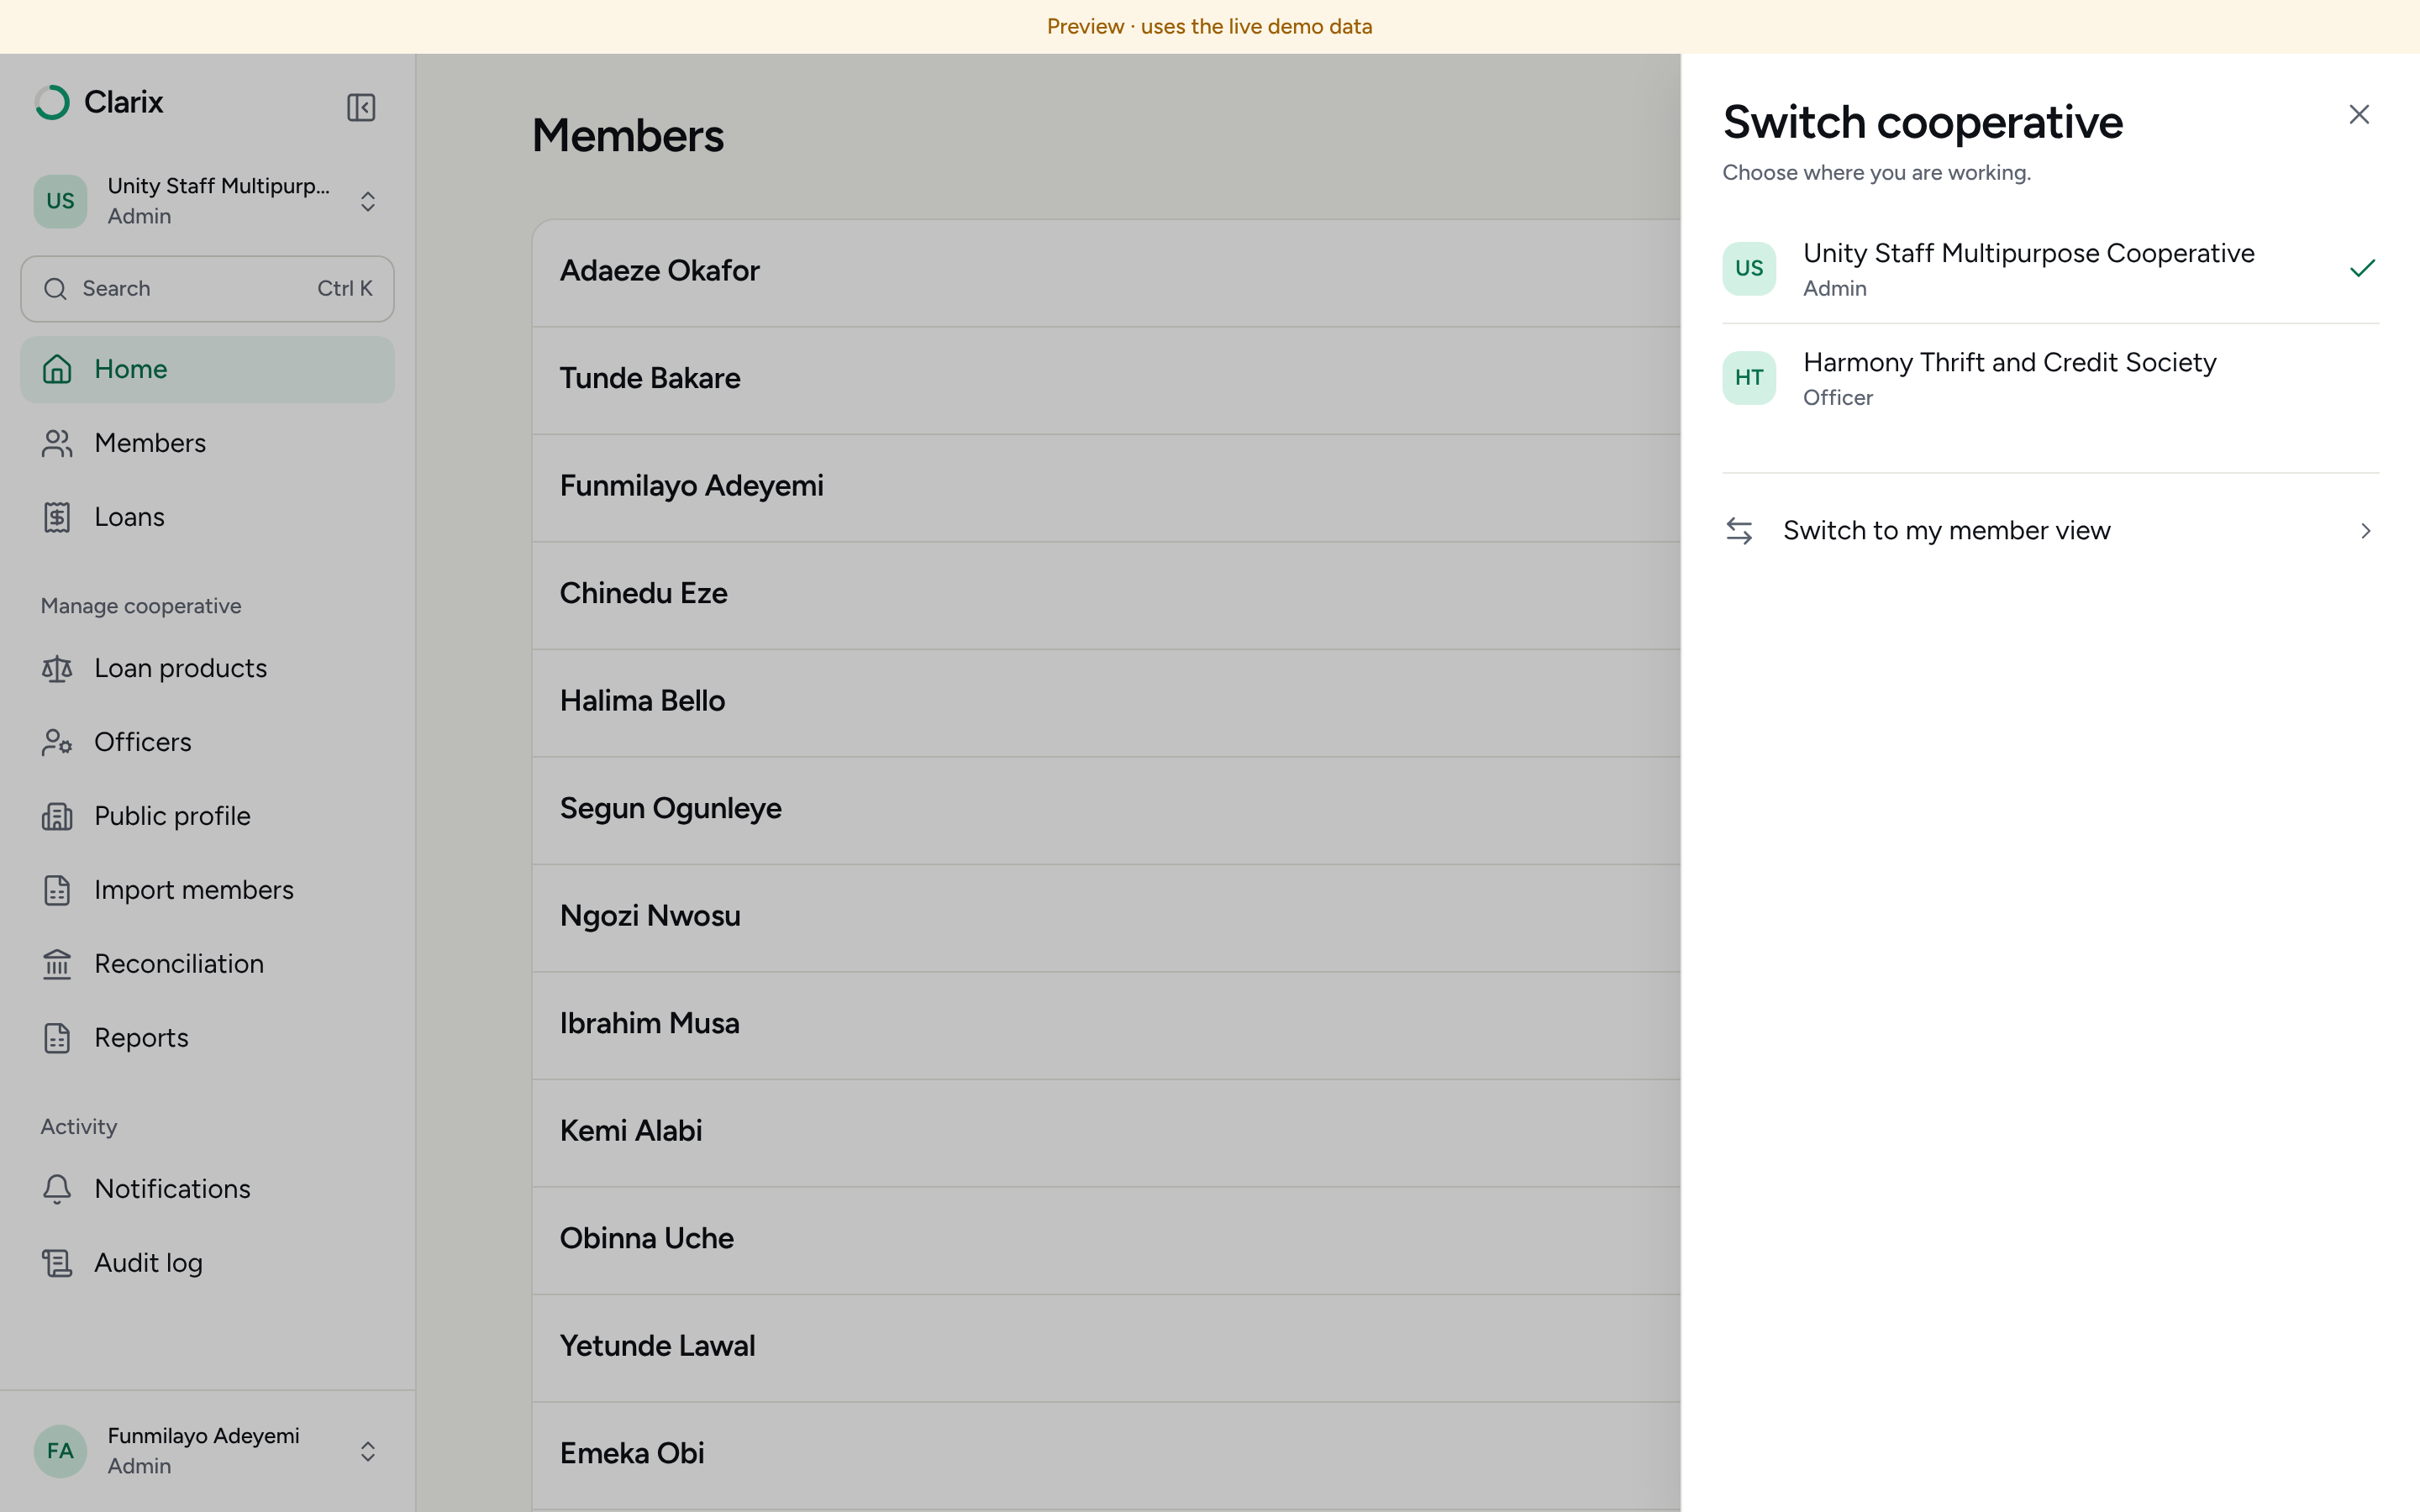 Preview · uses the live demo data
Clarix
US
Unity Staff Multipurp...
Admin
Search
Ctrl K
Home
Members
Loans
Manage cooperative
Loan products
Officers
Public profile
Import members
Reconciliation
Reports
Activity
Notifications
Audit log
FA
Funmilayo Adeyemi
Admin
Members
Adaeze Okafor
Tunde Bakare
Funmilayo Adeyemi
Chinedu Eze
Halima Bello
Segun Ogunleye
Ngozi Nwosu
Ibrahim Musa
Kemi Alabi
Obinna Uche
Yetunde Lawal
Emeka Obi
Switch cooperative
Choose where you are working.
US
Unity Staff Multipurpose Cooperative
Admin
HT
Harmony Thrift and Credit Society
Officer
Switch to my member view